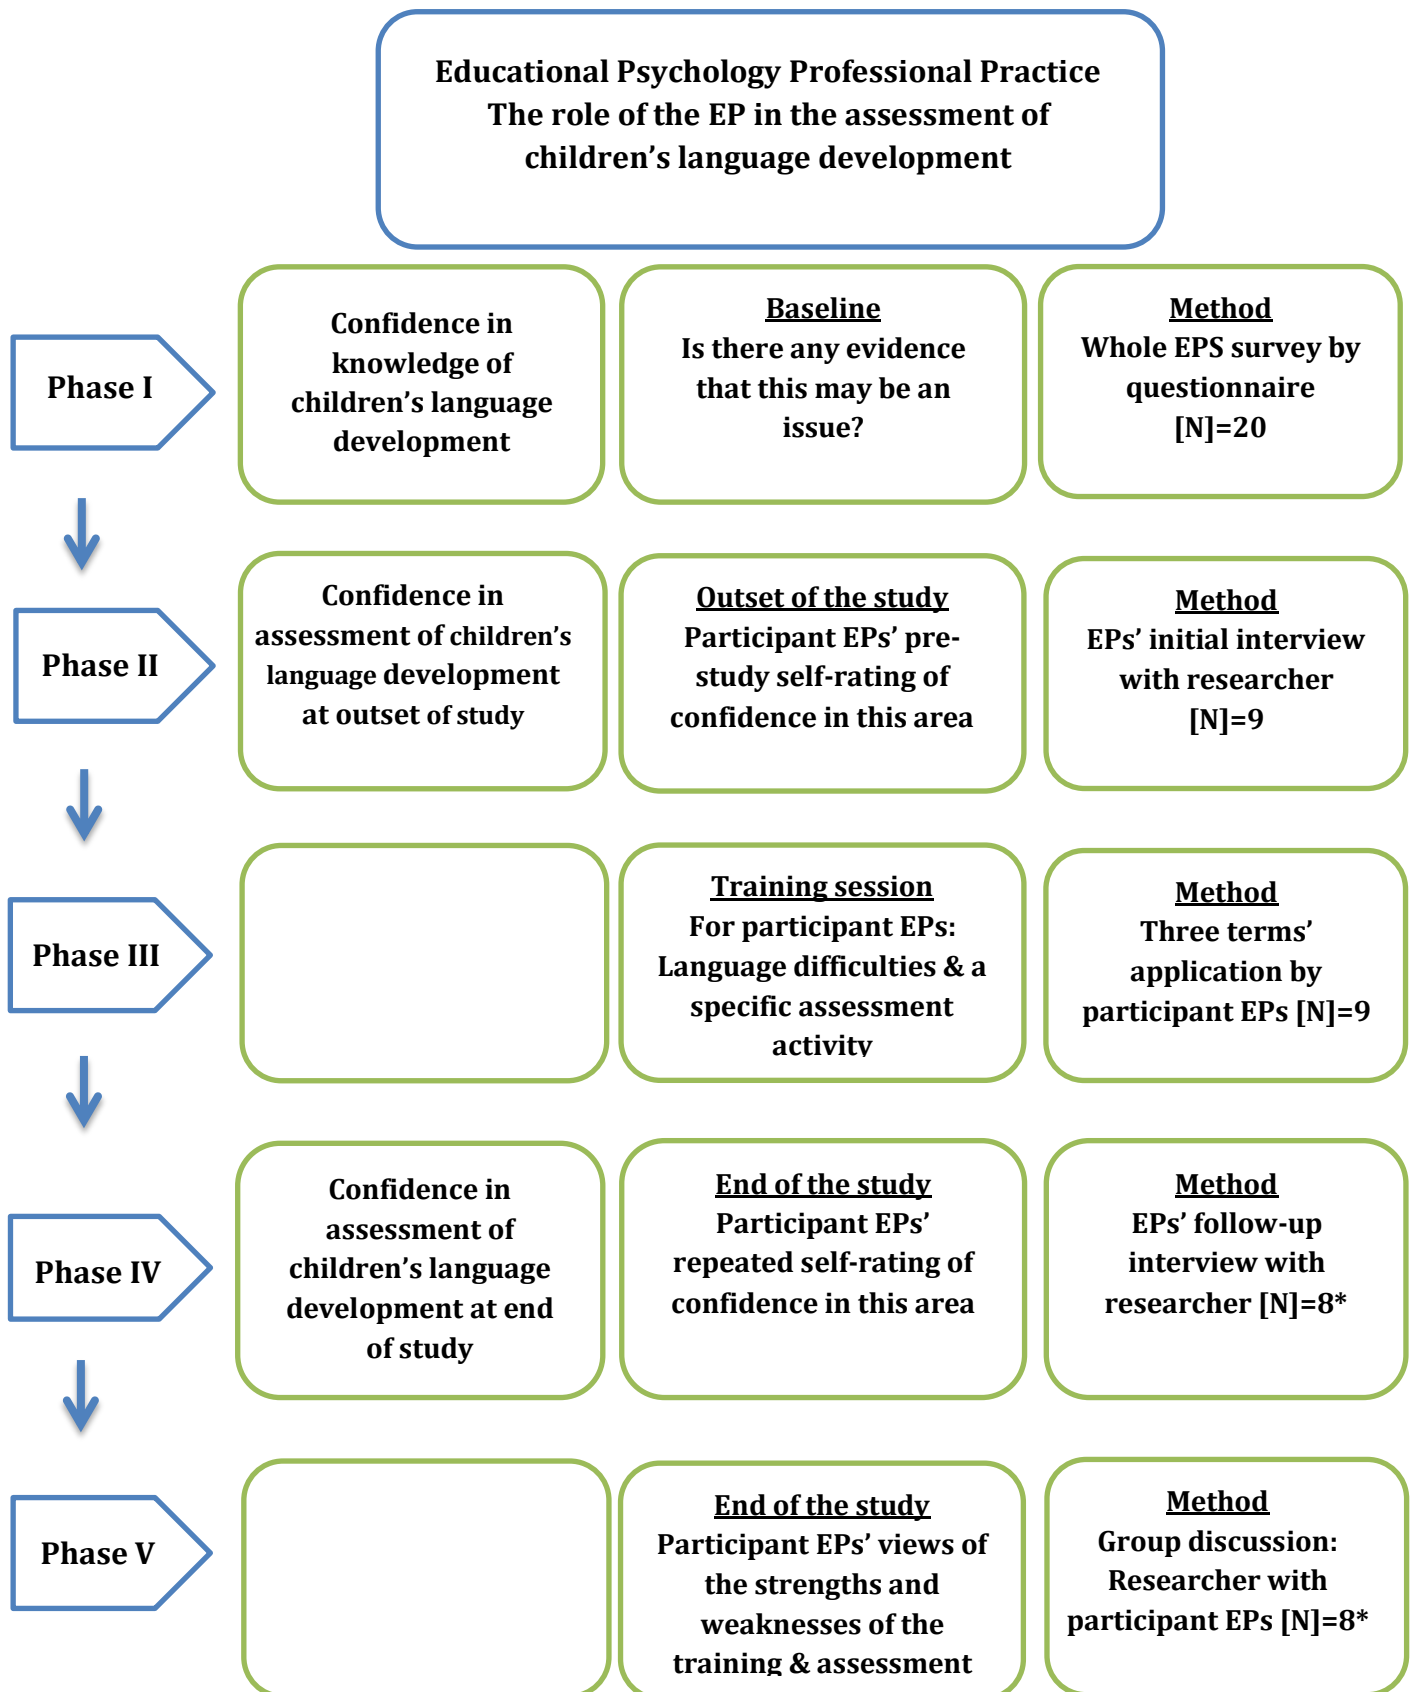 Educational Psychology Professional Practice
The role of the EP in the assessment of
children’s language development
Phase I
Confidence in
knowledge of
children’s language
development
Baseline
Is there any evidence
that this may be an
issue?
Method
Whole EPS survey by
questionnaire
[N]=20
Phase II
Confidence in
assessment of children’s
language development
at outset of study
Outset of the study
Participant EPs’ pre-
study self-rating of
confidence in this area
Method
EPs’ initial interview
with researcher
[N]=9
Phase III
Training session
For participant EPs:
Language difficulties & a
specific assessment
activity
Method
Three terms’
application by
participant EPs [N]=9
Phase IV
Confidence in
assessment of
children’s language
development at end
of study
End of the study
Participant EPs’
repeated self-rating of
confidence in this area
Method
EPs’ follow-up
interview with
researcher [N]=8*
Phase V
End of the study
Participant EPs’ views of
the strengths and
weaknesses of the
training & assessment
Method
Group discussion:
Researcher with
participant EPs [N]=8*